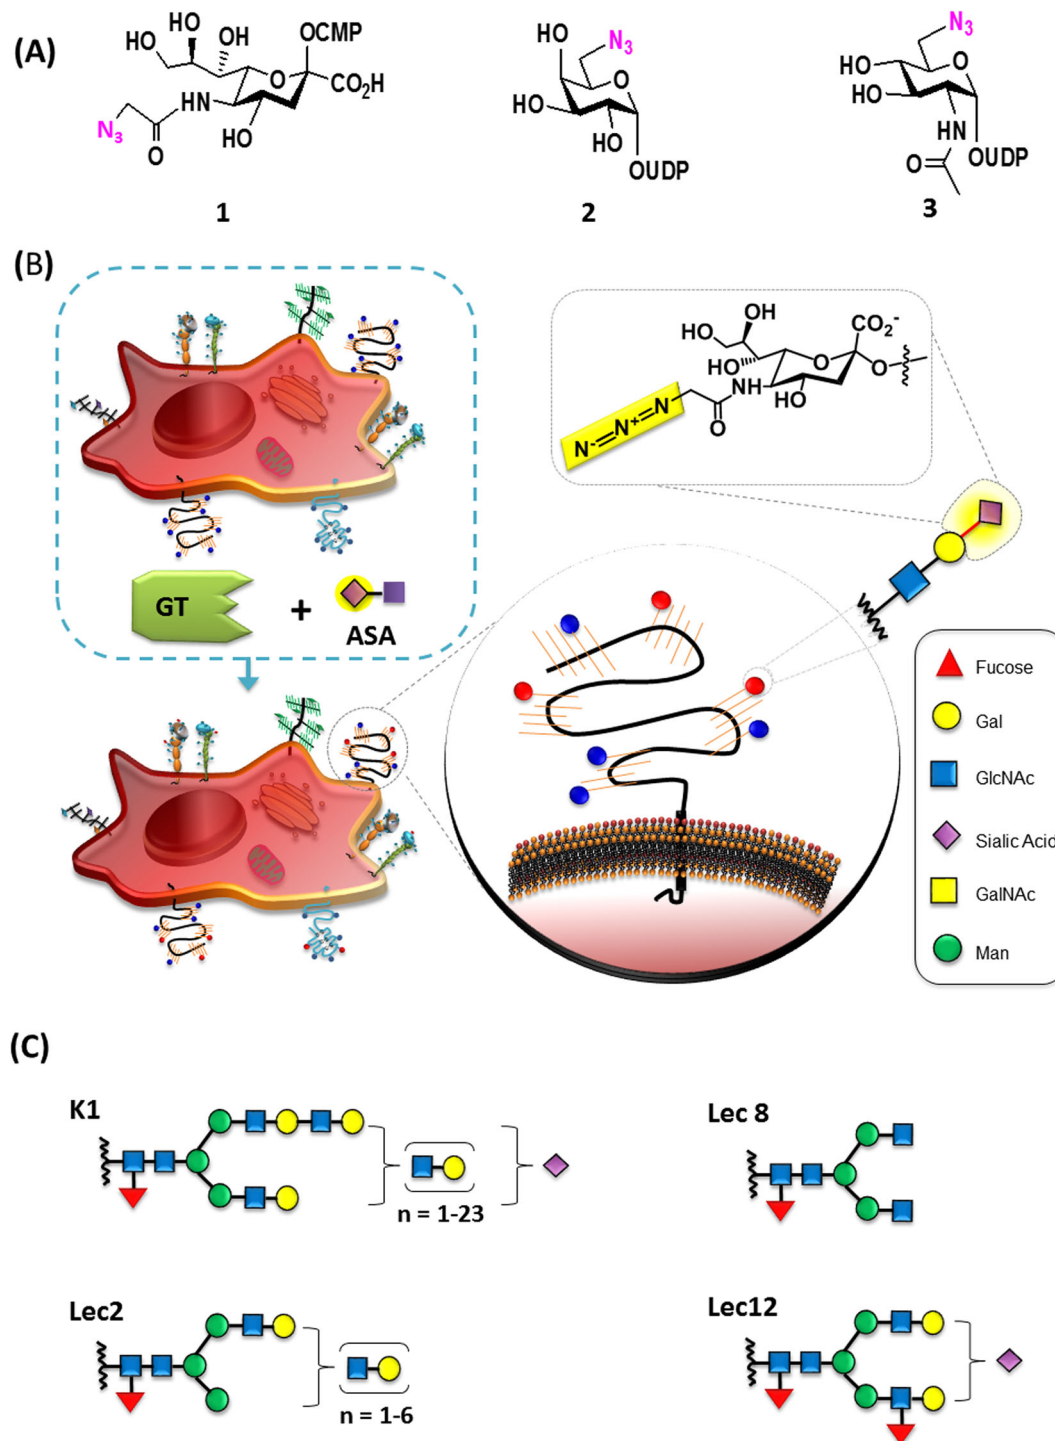 (A)
HO
HO
OH
HO
OCMP
O
CO₂H
HN
N₃
O
HO
1
HO
N₃
O
HO
HO
OUDP
2
N₃
HO
O
HO
NH
O
OUDP
3
(B)
GT
+
ASA
OH
HO
CO₂⁻
HO
O
O
NH
HO
O
N⁻=N⁺=N
Fucose
Gal
GlcNAc
Sialic Acid
GalNAc
Man
(C)
K1
n = 1-23
Lec 8
Lec2
n = 1-6
Lec12